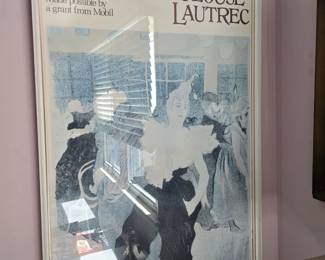 Made possible by
a grant from Mobil
LAUTREC